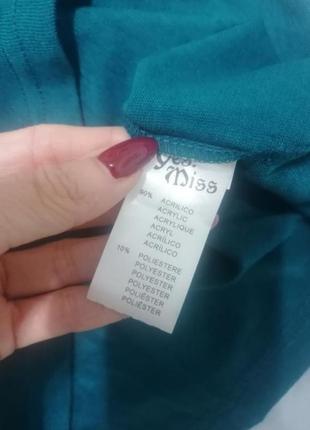 Yes!
Miss
90% ACRILICO
ACRYLIC
ACRYLIQUE
ACRYL
ACRILICO
ACRÍLICO
10% POLIESTERE
POLYESTER
POLYESTER
POLYESTER
POLIÉSTER
POLIÉSTER